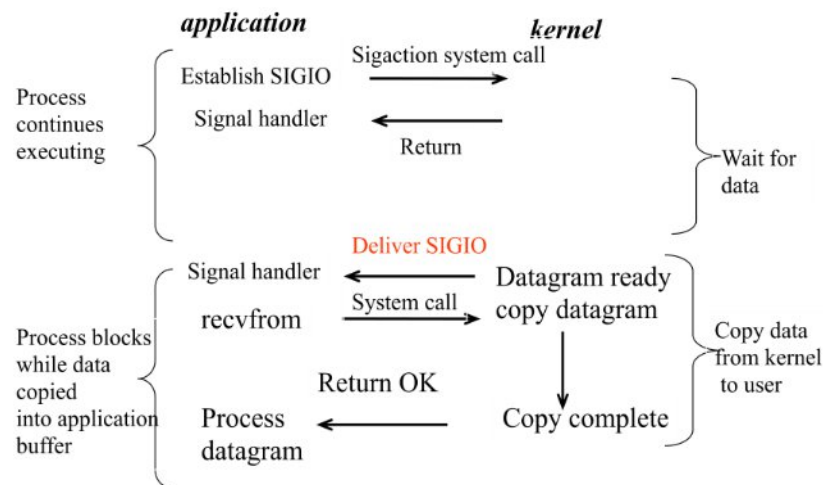 application
kernel
Sigaction system call
Establish SIGIO
Process
continues
executing
Signal handler
Return
Wait for
data
Deliver SIGIO
Signal handler
Datagram ready
copy datagram
System call
recvfrom
Process blocks
while data
copied
into application
buffer
Copy data
from kernel
to user
Return OK
Process
datagram
Copy complete